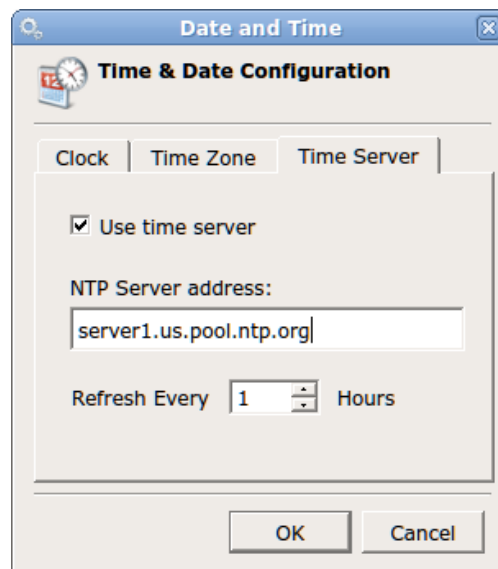 Date and Time
Time & Date Configuration
Clock
Time Zone
Time Server
Use time server
NTP Server address:
server1.us.pool.ntp.org
Refresh Every 1 Hours
OK
Cancel